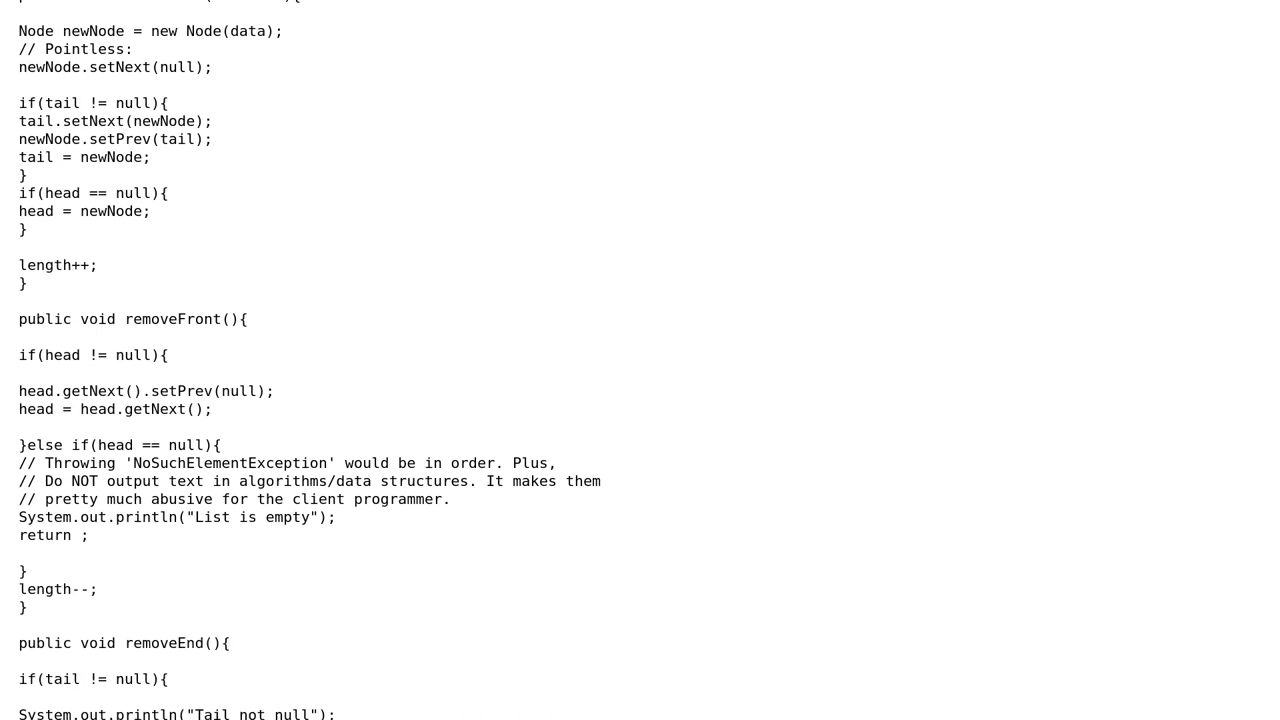 Node newNode = new Node(data);
// Pointless:
newNode.setNext(null);
if(tail != null){
tail.setNext(newNode);
newNode.setPrev(tail);
tail = newNode;
}
if(head == null){
head = newNode;
}
length++;
}
public void removeFront(){
if(head != null){
head.getNext().setPrev(null);
head = head.getNext();
}else if(head == null){
// Throwing 'NoSuchElementException' would be in order. Plus,
// Do NOT output text in algorithms/data structures. It makes them
// pretty much abusive for the client programmer.
System.out.println("List is empty");
return ;
}
length--;
}
public void removeEnd(){
if(tail != null){
System.out.println("Tail not null");